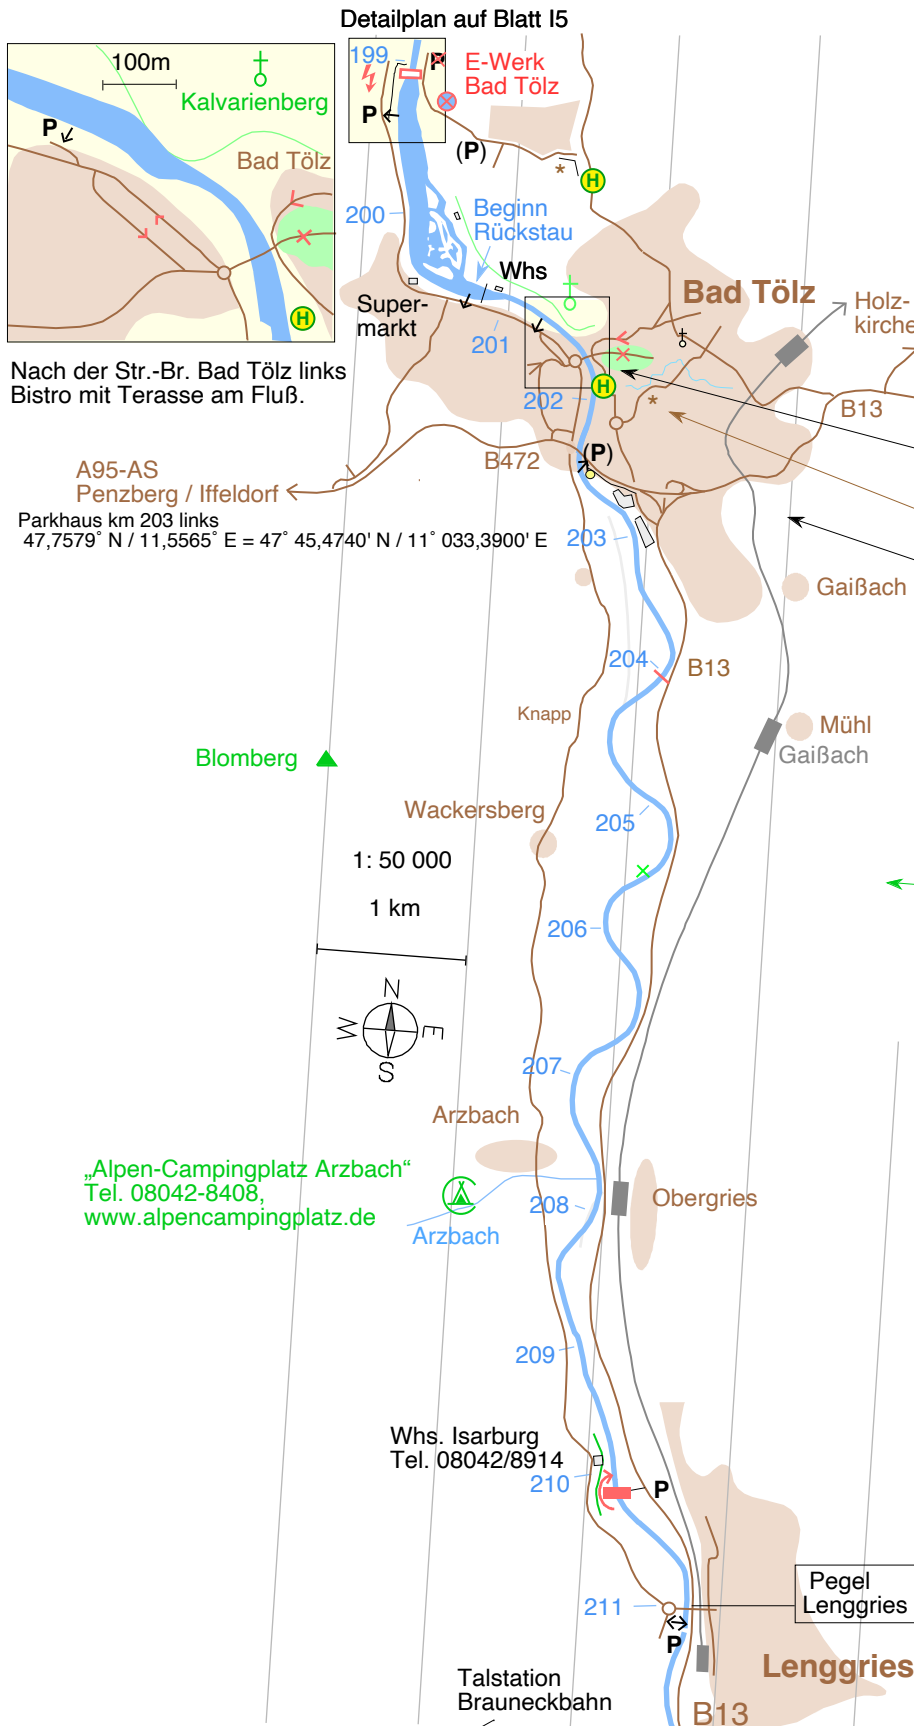 Detailplan auf Blatt I5
100m
Kalvarienberg
P
Bad Tölz
H
Nach der Str.-Br. Bad Tölz links
Bistro mit Terasse am Fluß.
199
P
E-Werk
Bad Tölz
P
(P)
H
200
Beginn
Rückstau
Whs
Super-
markt
201
Bad Tölz
Holz-
kirche
H
202
B13
B472
(P)
A95-AS
Penzberg / Iffeldorf
Parkhaus km 203 links
47,7579° N / 11,5565° E = 47° 45,4740' N / 11° 033,3900' E
203
Gaißach
204
B13
Knapp
Mühl
Gaißach
Blomberg
Wackersberg
205
1: 50 000
1 km
206
N
W
E
S
207
Arzbach
„Alpen-Campingplatz Arzbach“
Tel. 08042-8408,
www.alpencampingplatz.de
Arzbach
208
Obergries
209
Whs. Isarburg
Tel. 08042/8914
210
P
Pegel
Lenggries
211
P
Lenggries
Talstation
Brauneckbahn
B13